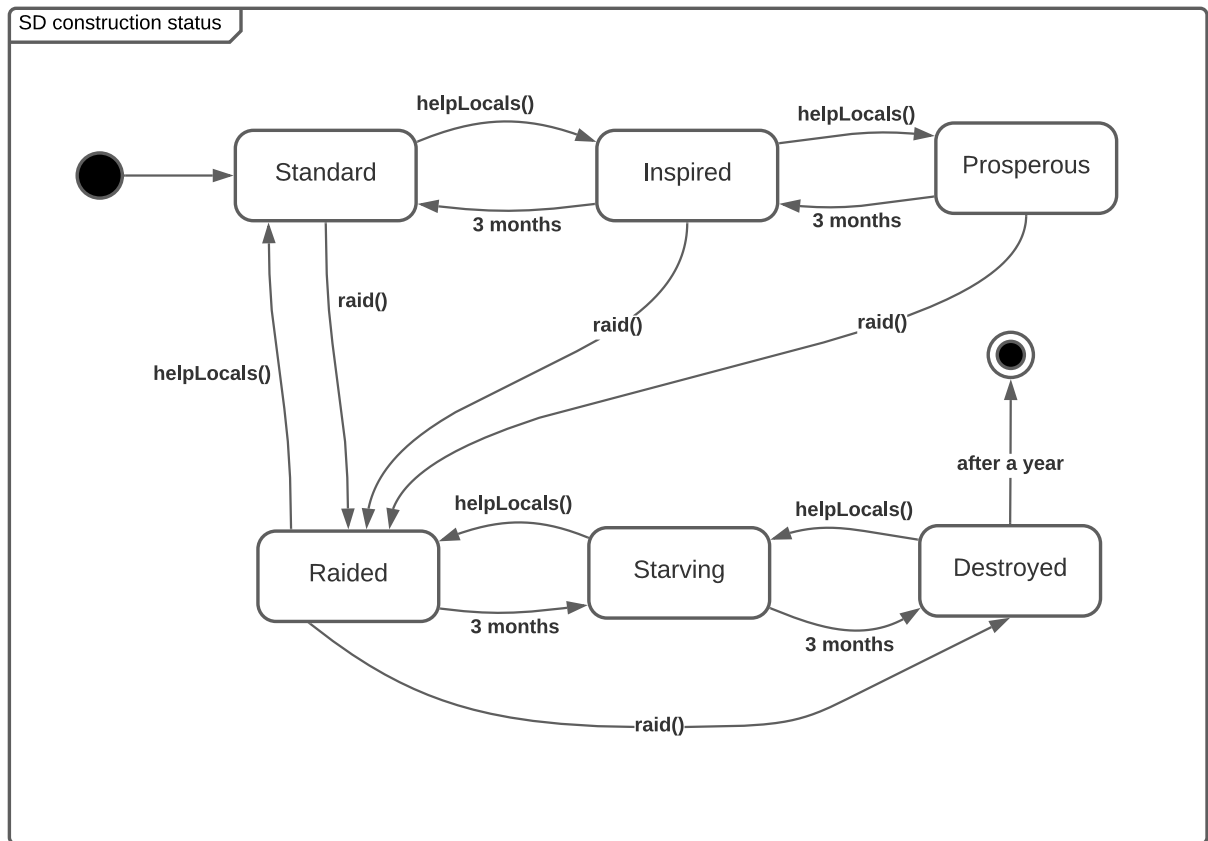 SD construction status
helpLocals()
helpLocals()
Standard
Inspired
Prosperous
3 months
3 months
raid()
raid()
raid()
helpLocals()
after a year
helpLocals()
helpLocals()
Raided
Starving
Destroyed
3 months
3 months
raid()